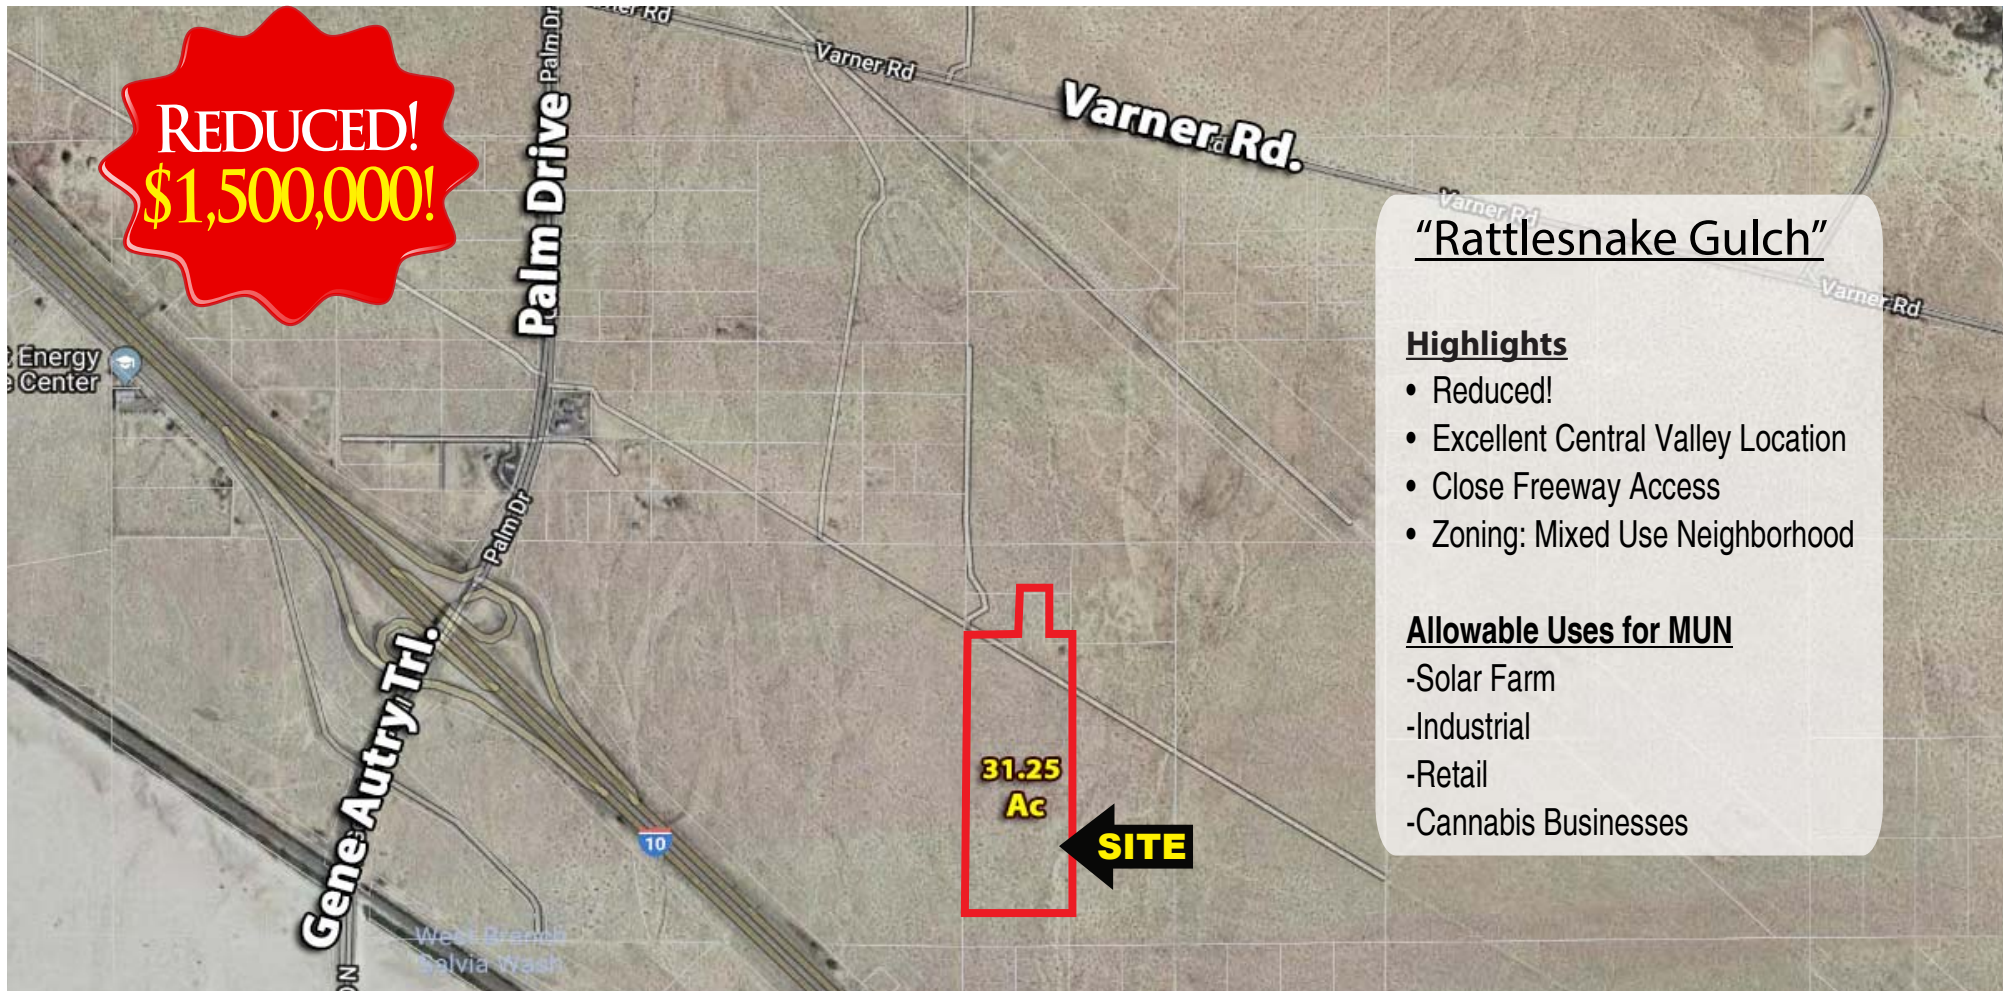 REDUCED!
$1,500,000!
Palm Dr
Palm Drive
Varner Rd
Varner Rd.
Varner Rd
Varner Rd
"Rattlesnake Gulch"
Highlights
• Reduced!
• Excellent Central Valley Location
• Close Freeway Access
• Zoning: Mixed Use Neighborhood
Allowable Uses for MUN
-Solar Farm
-Industrial
-Retail
-Cannabis Businesses
Energy
Center
Palm Dr
Gene Autry Trl.
10
31.25
Ac
SITE
West Branch
Salvia Wash
N